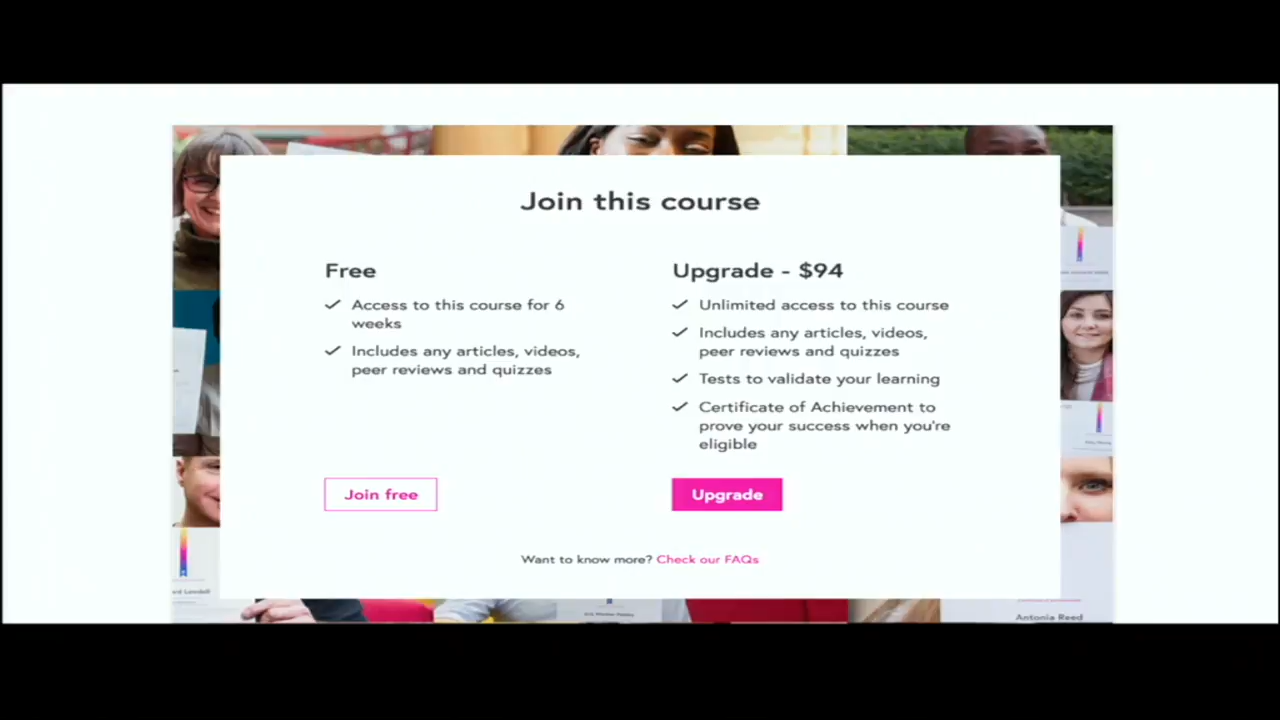 Join this course
Free
Access to this course for 6
weeks
Includes any articles, videos,
peer reviews and quizzes
Join free
Upgrade - $94
Unlimited access to this course
Includes any articles, videos,
peer reviews and quizzes
Tests to validate your learning
Certificate of Achievement to
prove your success when you're
eligible
Upgrade
Want to know more? Check our FAQs
Antonia Reed